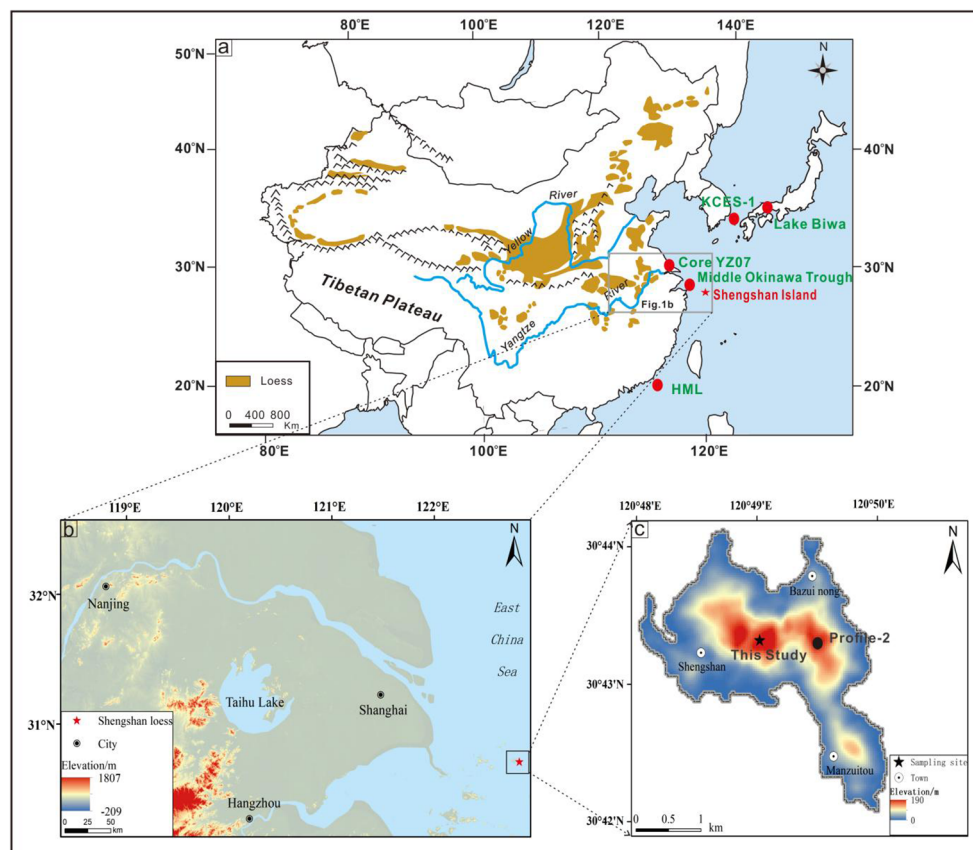 80°E 100°E 120°E 140°E
a
N
50°N
40°N 40°N
River
Yellow
KCES-1
Lake Biwa
30°N 30°N
Core YZ07
Middle Okinawa Trough
Shengshan Island
Tibetan Plateau
River
Fig.1b
Yangtze
Loess
0 400 800
Km
20°N 20°N
HML
80°E 100°E 120°E
119°E 120°E 121°E 122°E
b
N
32°N
Nanjing
East
China
Sea
Taihu Lake
Shanghai
31°N
Shengshan loess
City
Elevation/m
1807
-209
0 25 50
km
Hangzhou
120°48'E 120°49'E 120°50'E
c
N
30°44'N
Bazui nong
Profile-2
This Study
Shengshan
30°43'N
Manzuitou
Sampling site
Town
Elevation/m
190
0
30°42'N
0 0.5 1
km